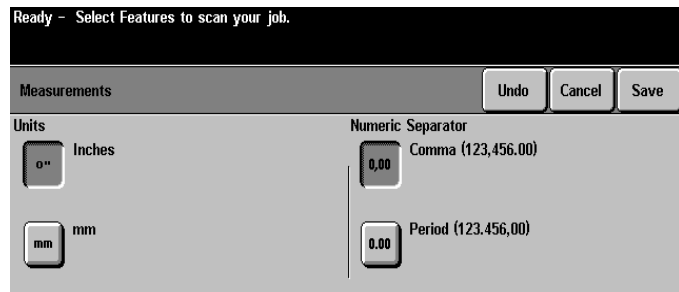 Ready - Select Features to scan your job.
Measurements
Undo
Cancel
Save
Units
Numeric Separator
0"
Inches
0,00
Comma (123,456.00)
mm
mm
0.00
Period (123.456,00)